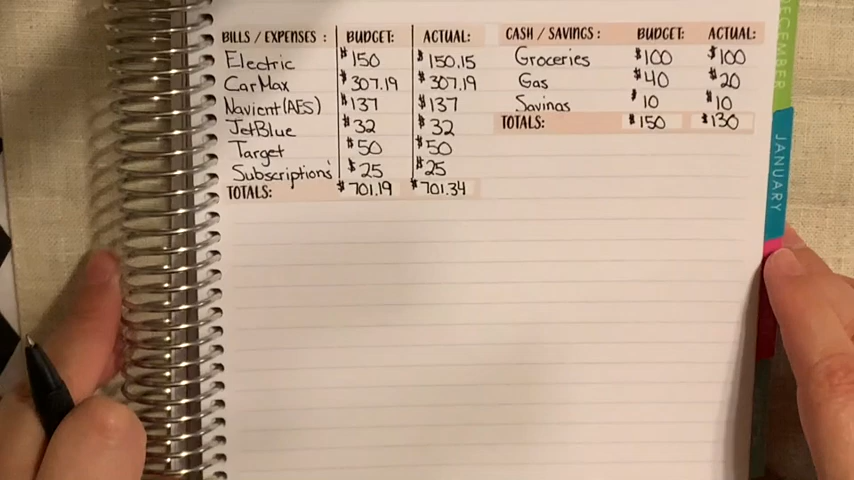 BILLS / EXPENSES : BUDGET: ACTUAL:
Electric $150 $150.15
CarMax $307.19 $307.19
Navient (AES) $137 $137
JetBlue $32 $32
Target $50 $50
Subscriptions $25 $25
TOTALS: $701.19 $701.34
CASH / SAVINGS : BUDGET: ACTUAL:
Groceries $100 $100
Gas $40 $20
Savings $10 $10
TOTALS: $150 $130
DECEMBER
JANUARY